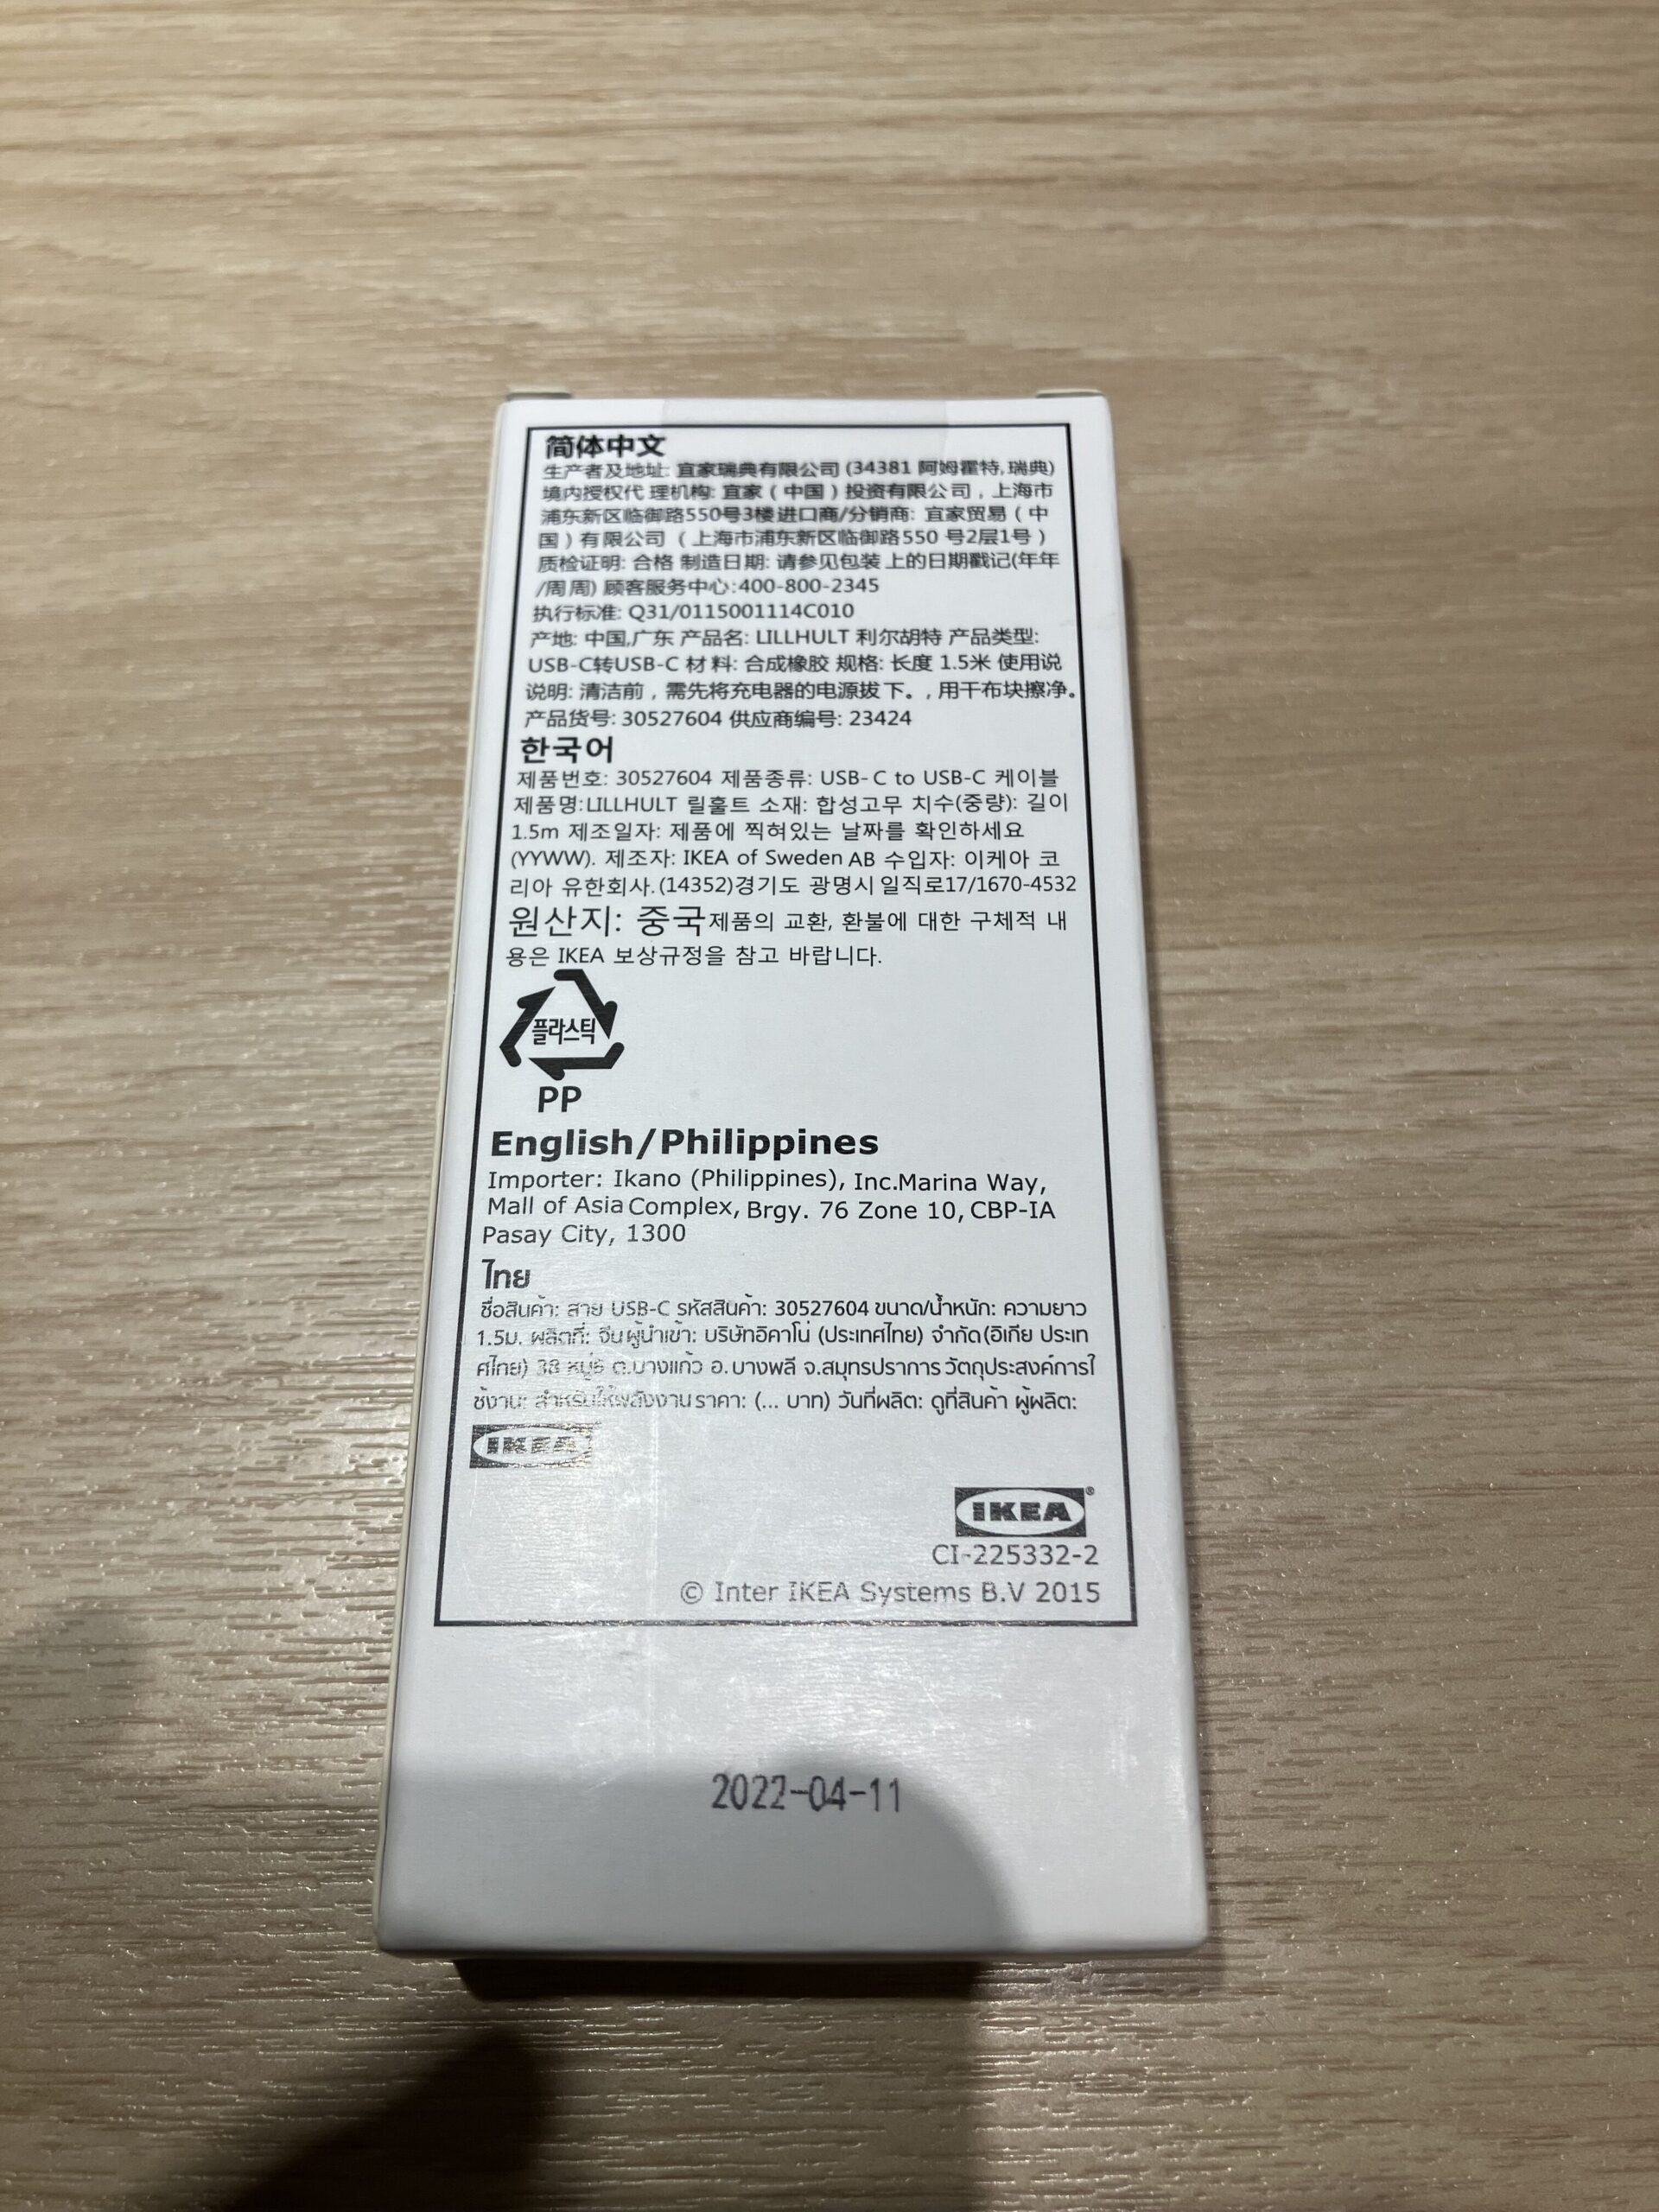 简体中文
生产者及地址: 宜家瑞典有限公司 (34381 阿姆霍特, 瑞典)
境内授权代 理机构: 宜家（中国）投资有限公司，上海市
浦东新区临御路550号3楼进口商/分销商: 宜家贸易（中
国）有限公司（上海市浦东新区临御路550 号2层1号）
质检证明: 合格 制造日期: 请参见包装上的日期戳记(年年
/周周) 顾客服务中心:400-800-2345
执行标准: Q31/0115001114C010
产地: 中国,广东 产品名: LILLHULT 利尔胡特 产品类型:
USB-C转USB-C 材料: 合成橡胶 规格: 长度 1.5米 使用说
说明: 清洁前，需先将充电器的电源拔下。, 用干布块擦净。
产品货号: 30527604 供应商编号: 23424
한국어
제품번호: 30527604 제품종류: USB-C to USB-C 케이블
제품명:LILLHULT 릴훌트 소재: 합성고무 치수(중량): 길이
1.5m 제조일자: 제품에 찍혀있는 날짜를 확인하세요
(YYWW). 제조자: IKEA of Sweden AB 수입자: 이케아 코
리아 유한회사.(14352)경기도 광명시 일직로17/1670-4532
원산지: 중국제품의 교환, 환불에 대한 구체적 내
용은 IKEA 보상규정을 참고 바랍니다.
플라스틱
PP
English/Philippines
Importer: Ikano (Philippines), Inc.Marina Way,
Mall of Asia Complex, Brgy. 76 Zone 10, CBP-IA
Pasay City, 1300
ไทย
ชื่อสินค้า: สาย USB-C รหัสสินค้า: 30527604 ขนาด/น้ำหนัก: ความยาว
1.5ม. ผลิตที่: จีน ผู้นำเข้า: บริษัทอิคาโน่ (ประเทศไทย) จำกัด(อิเกีย ประเท
ศไทย) 38 หมู่6 ต.บางแก้ว อ.บางพลี จ.สมุทรปราการ วัตถุประสงค์การใ
ช้งาน: สำหรับให้พลังงาน ราคา: (... บาท) วันที่ผลิต: ดูที่สินค้า ผู้ผลิต:
IKEA
IKEA®
CI-225332-2
© Inter IKEA Systems B.V 2015
2022-04-11